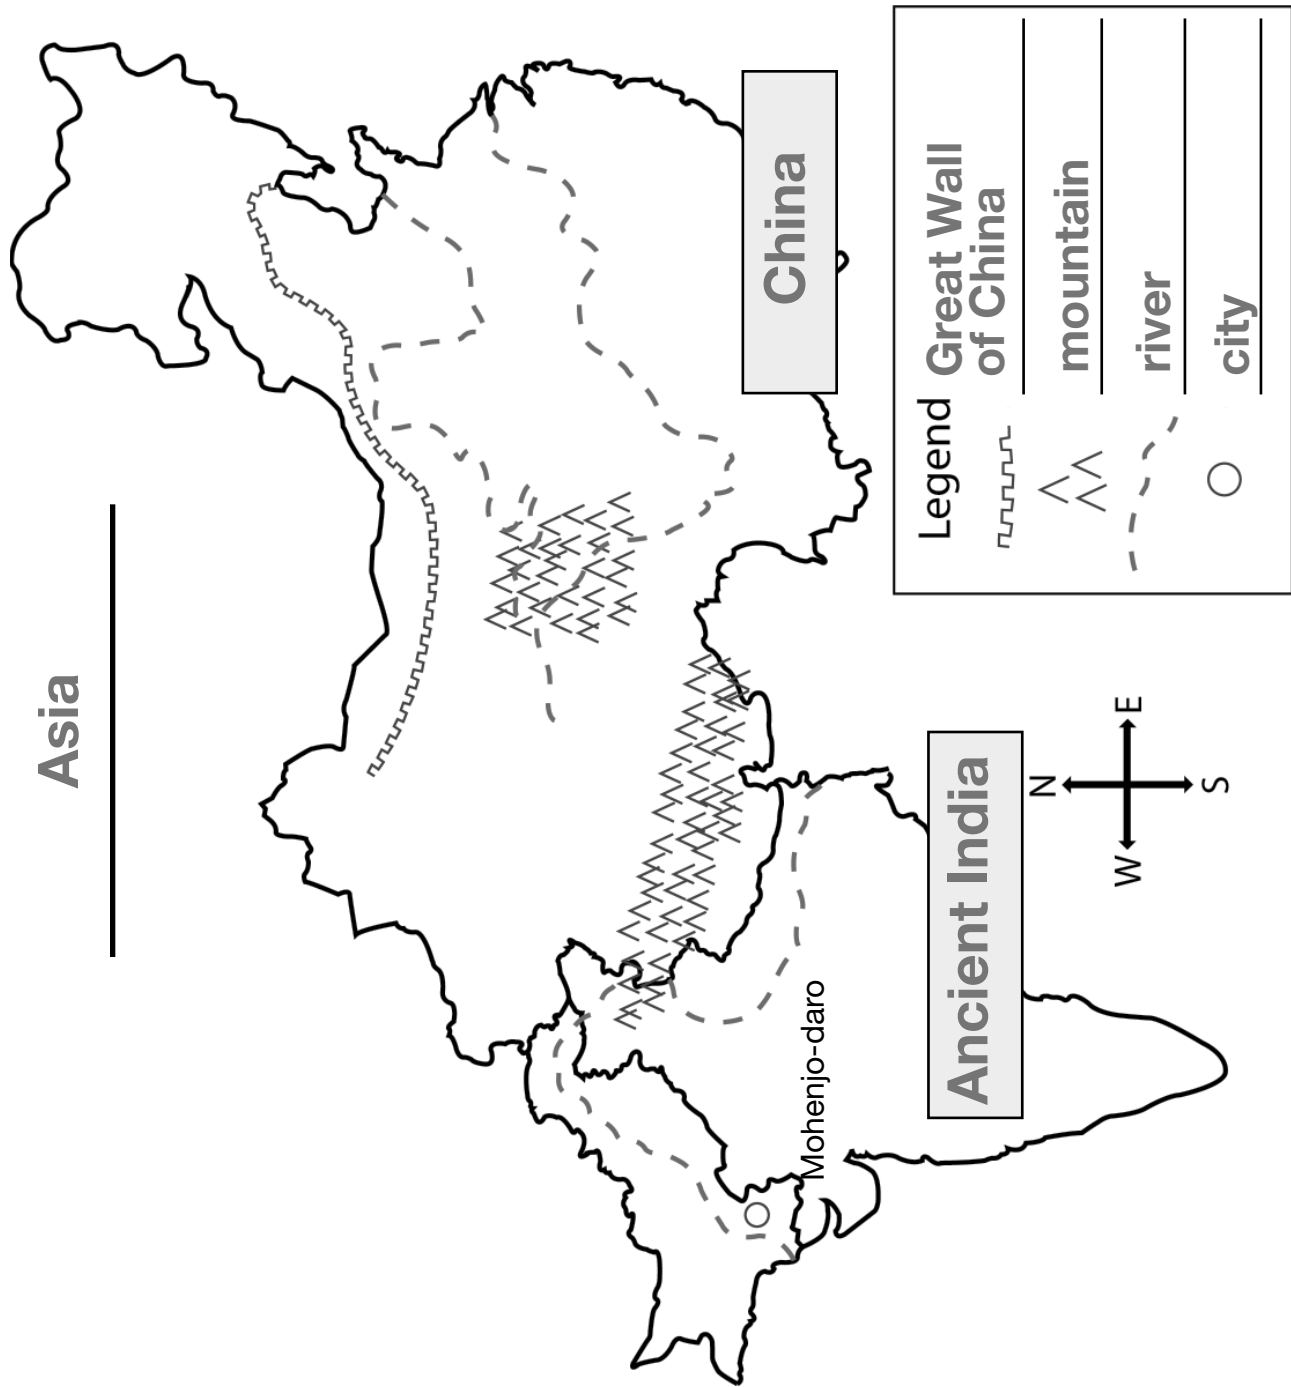 Asia
China
Ancient India
Mohenjo-daro
N
W
E
S
Legend
Great Wall
of China
mountain
river
city